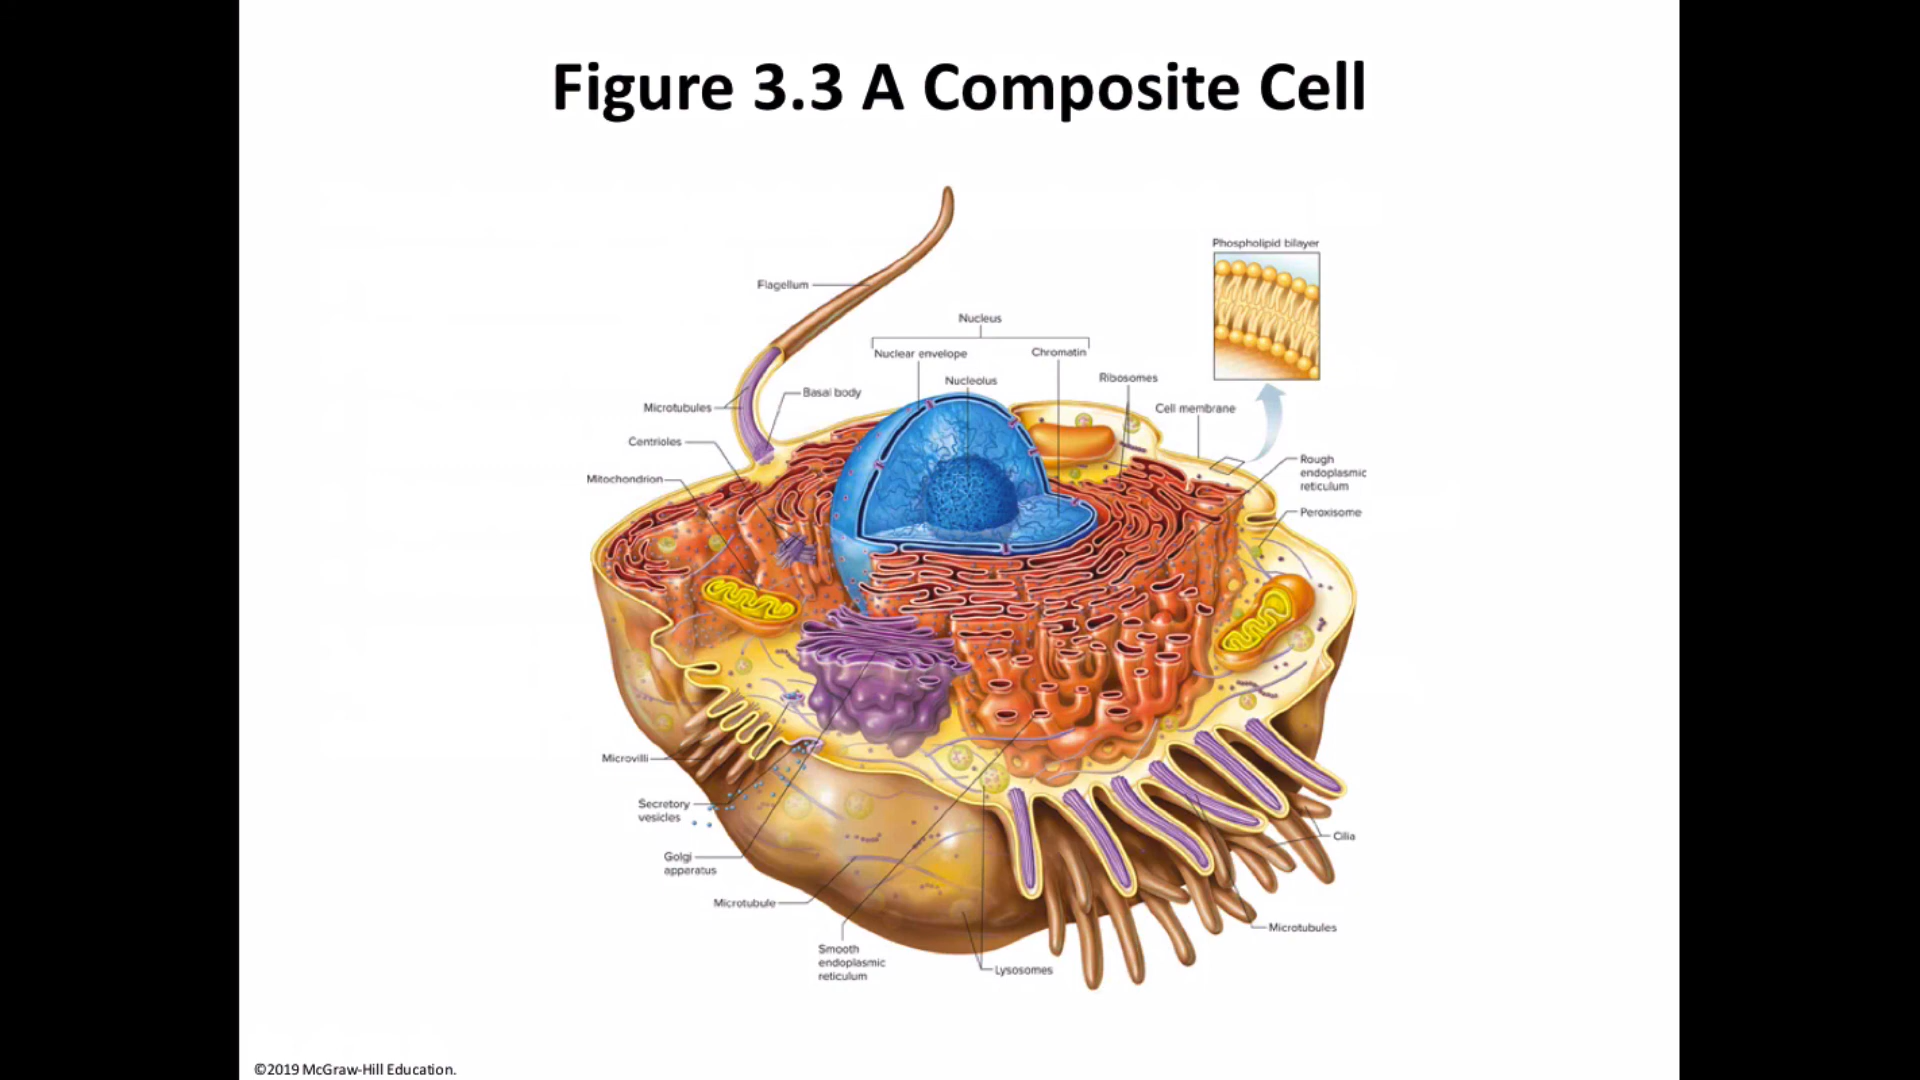 Figure 3.3 A Composite Cell
Phospholipid bilayer
Flagellum
Nucleus
Nuclear envelope
Chromatin
Nucleolus
Ribosomes
Basal body
Microtubules
Cell membrane
Centrioles
Rough
endoplasmic
reticulum
Mitochondrion
Peroxisome
Microvilli
Secretory
vesicles
Cilia
Golgi
apparatus
Microtubule
Microtubules
Smooth
endoplasmic
reticulum
Lysosomes
©2019 McGraw-Hill Education.